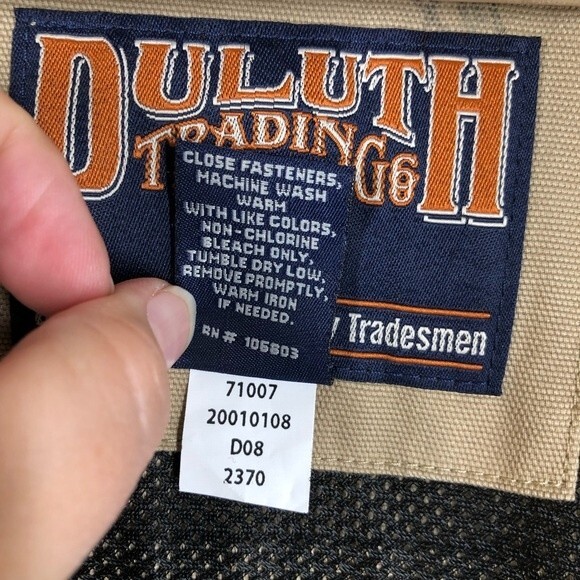 DULUTH
TRADING Co
CLOSE FASTENERS,
MACHINE WASH
WARM
WITH LIKE COLORS,
NON-CHLORINE
BLEACH ONLY,
TUMBLE DRY LOW,
REMOVE PROMPTLY,
WARM IRON
IF NEEDED.
RN # 106803
Tradesmen
71007
20010108
D08
2370